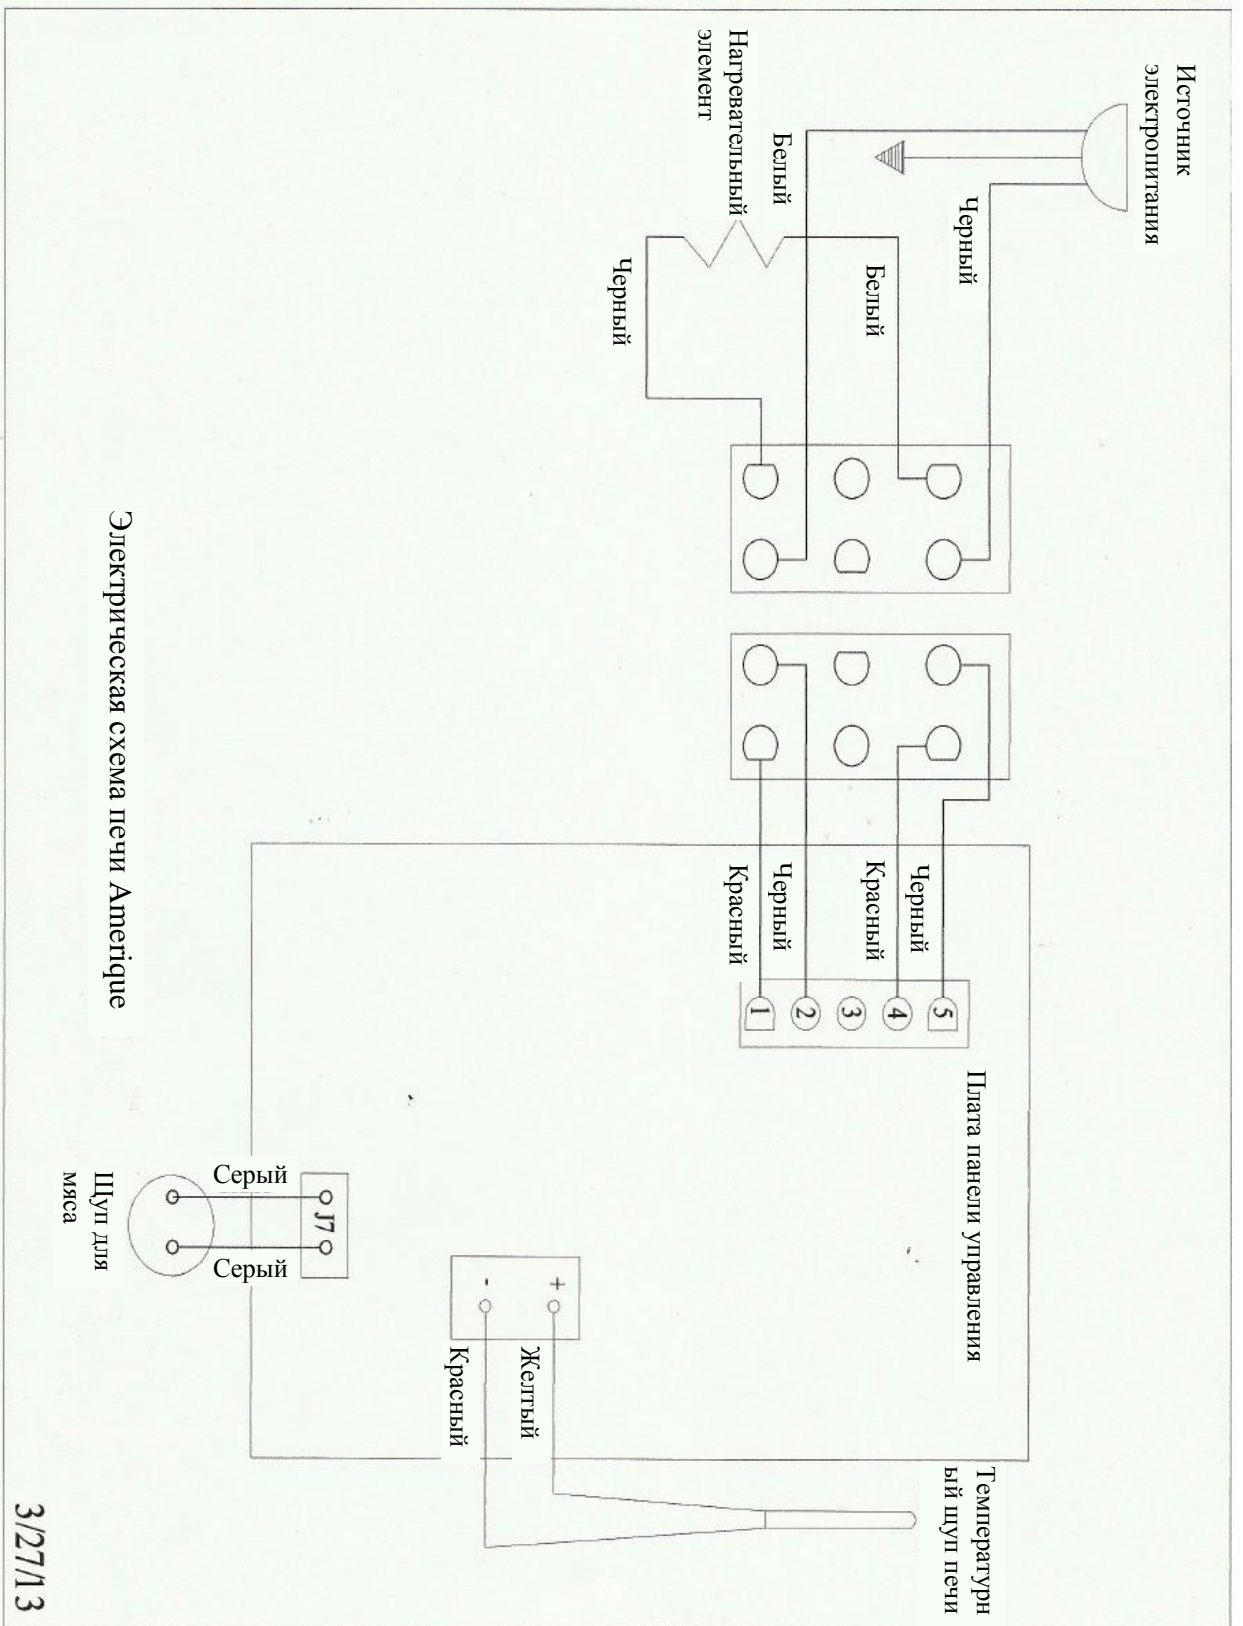 Источник
электропитания
Черный
Белый
Белый
Нагревательный
элемент
Черный
Черный
Красный
Черный
Красный
5
4
3
2
1
Плата панели управления
Температурн
ый щуп печи
+
-
Желтый
Красный
J7
Серый
Серый
Щуп для
мяса
Электрическая схема печи Amerique
3/27/13